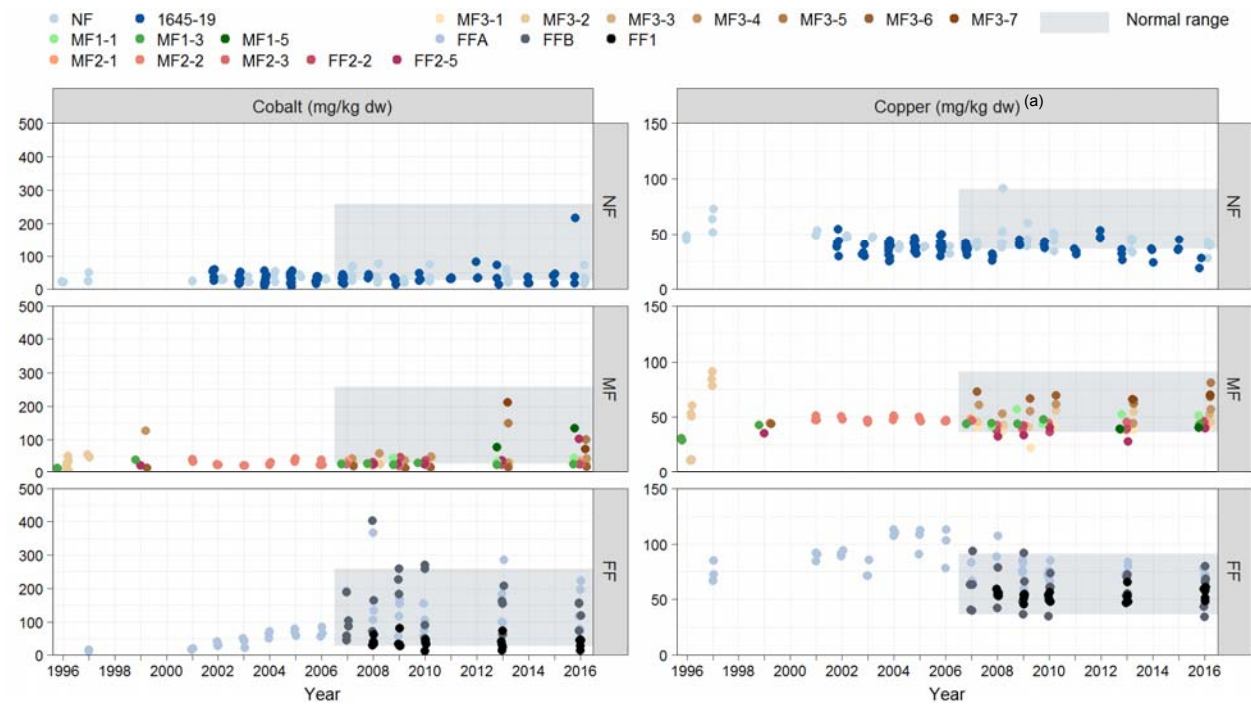 NF 1645-19 MF3-1 MF3-2 MF3-3 MF3-4 MF3-5 MF3-6 MF3-7 Normal range
MF1-1 MF1-3 MF1-5 FFA FFB FF1
MF2-1 MF2-2 MF2-3 FF2-2 FF2-5
Cobalt (mg/kg dw)
500
400
300
200
100
0
NF
500
400
300
200
100
0
MF
500
400
300
200
100
0
FF
1996 1998 2000 2002 2004 2006 2008 2010 2012 2014 2016
Year
Copper (mg/kg dw) (a)
150
100
50
0
NF
150
100
50
0
MF
150
100
50
0
FF
1996 1998 2000 2002 2004 2006 2008 2010 2012 2014 2016
Year